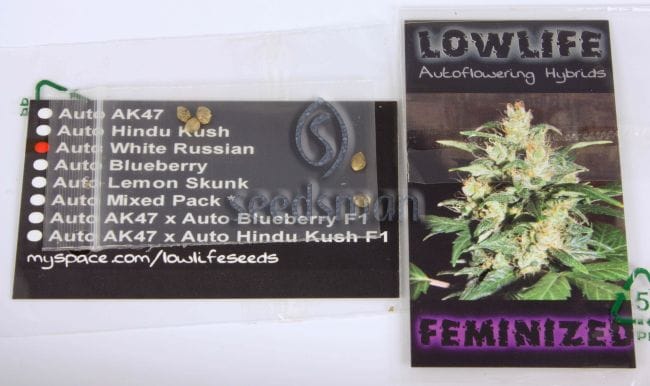 Auto AK47
Auto Hindu Kush
Auto White Russian
Auto Blueberry
Auto Lemon Skunk
Auto Mixed Pack
Auto AK47 x Auto Blueberry F1
Auto AK47 x Auto Hindu Kush F1
myspace.com/lowlifeseeds
seedsman
LOWLIFE
Autoflowering Hybrids
FEMINIZED
5